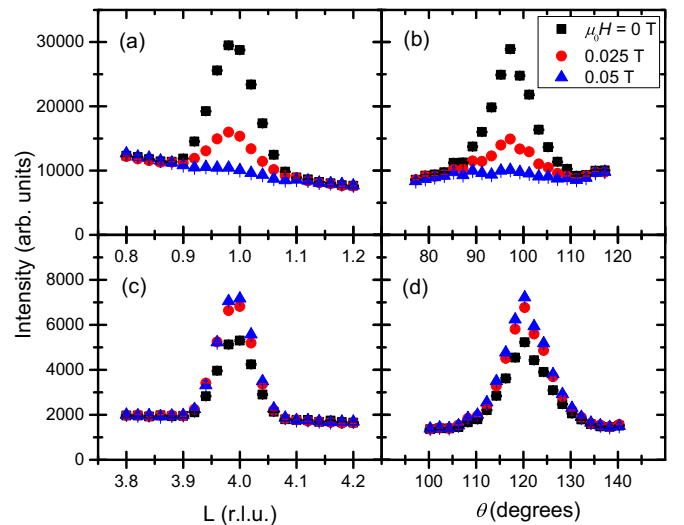 (a)
(b)
μ₀H = 0 T
0.025 T
0.05 T
30000
20000
10000
0
0.8 0.9 1.0 1.1 1.2
80 90 100 110 120
Intensity (arb. units)
(c)
(d)
8000
6000
4000
2000
0
3.8 3.9 4.0 4.1 4.2
100 110 120 130 140
L (r.l.u.)
θ (degrees)